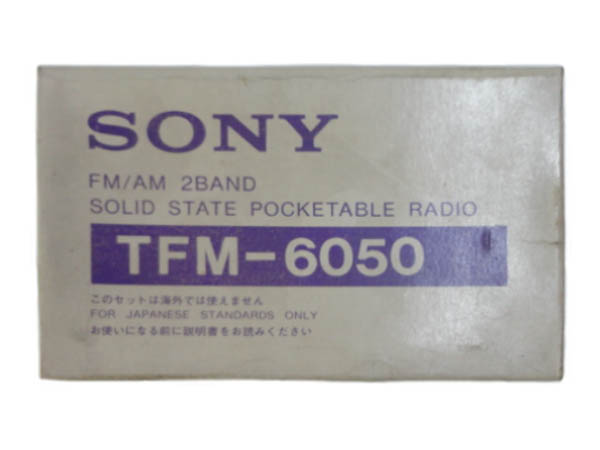 SONY
FM/AM 2BAND
SOLID STATE POCKETABLE RADIO
TFM-6050
このセットは海外では使えません
FOR JAPANESE STANDARDS ONLY
お使いになる前に説明書をお読みください